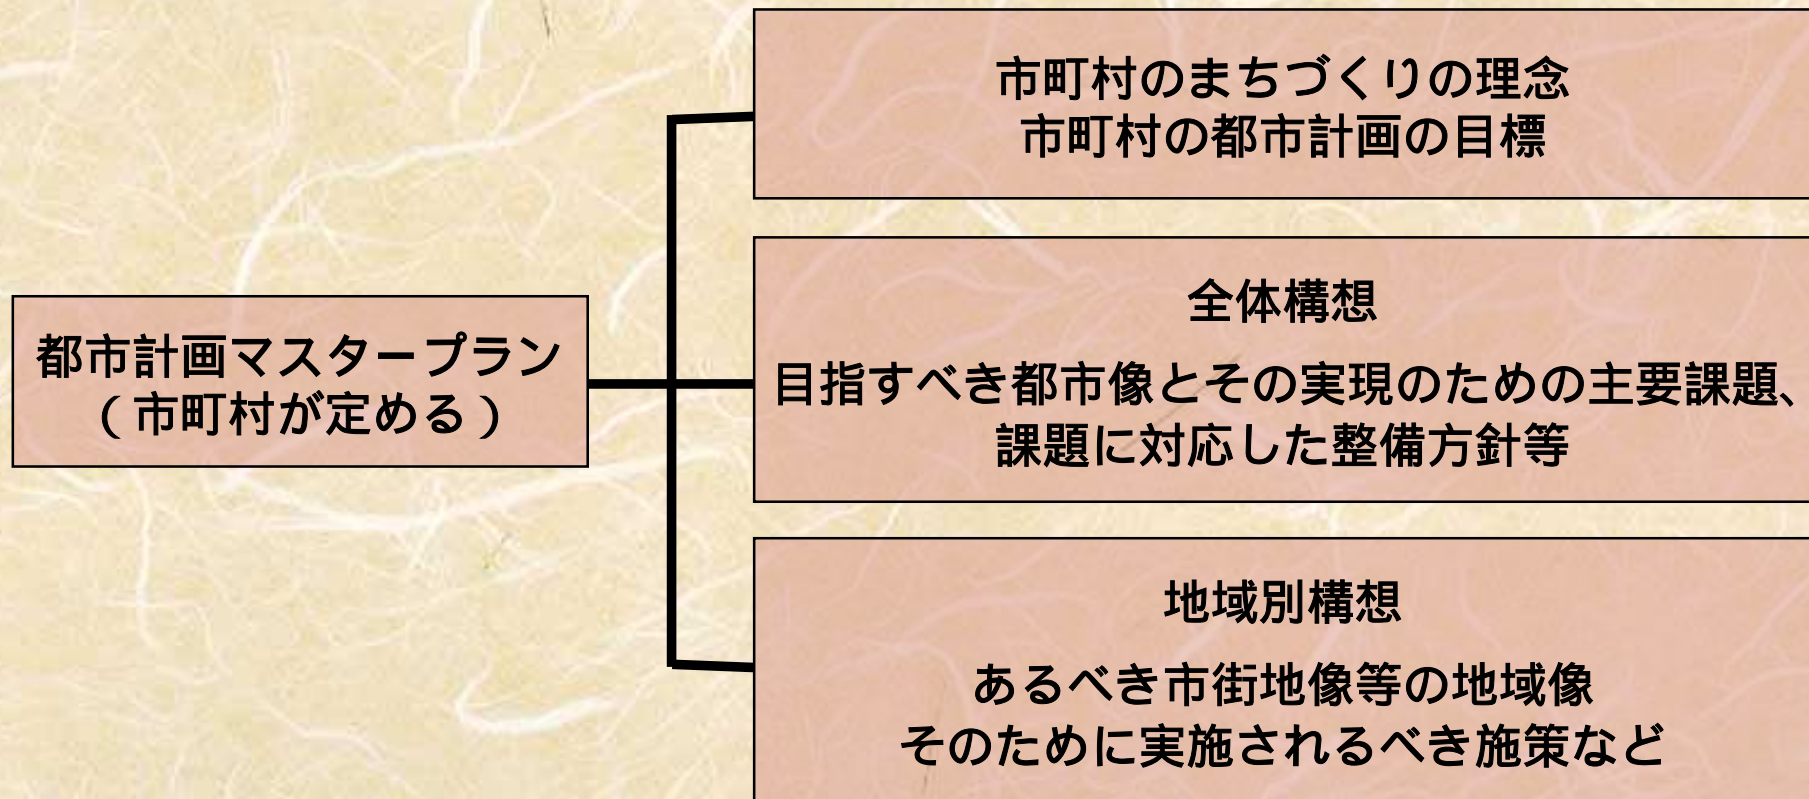 市町村のまちづくりの理念
市町村の都市計画の目標
都市計画マスタープラン
（市町村が定める）
全体構想
目指すべき都市像とその実現のための主要課題、
課題に対応した整備方針等
地域別構想
あるべき市街地像等の地域像
そのために実施されるべき施策など